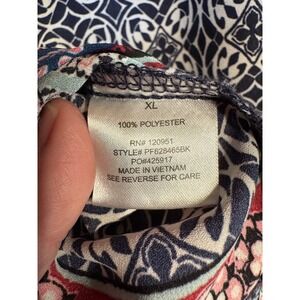 XL
100% POLYESTER
RN# 120951
STYLE# PF628465BK
PO#425917
MADE IN VIETNAM
SEE REVERSE FOR CARE